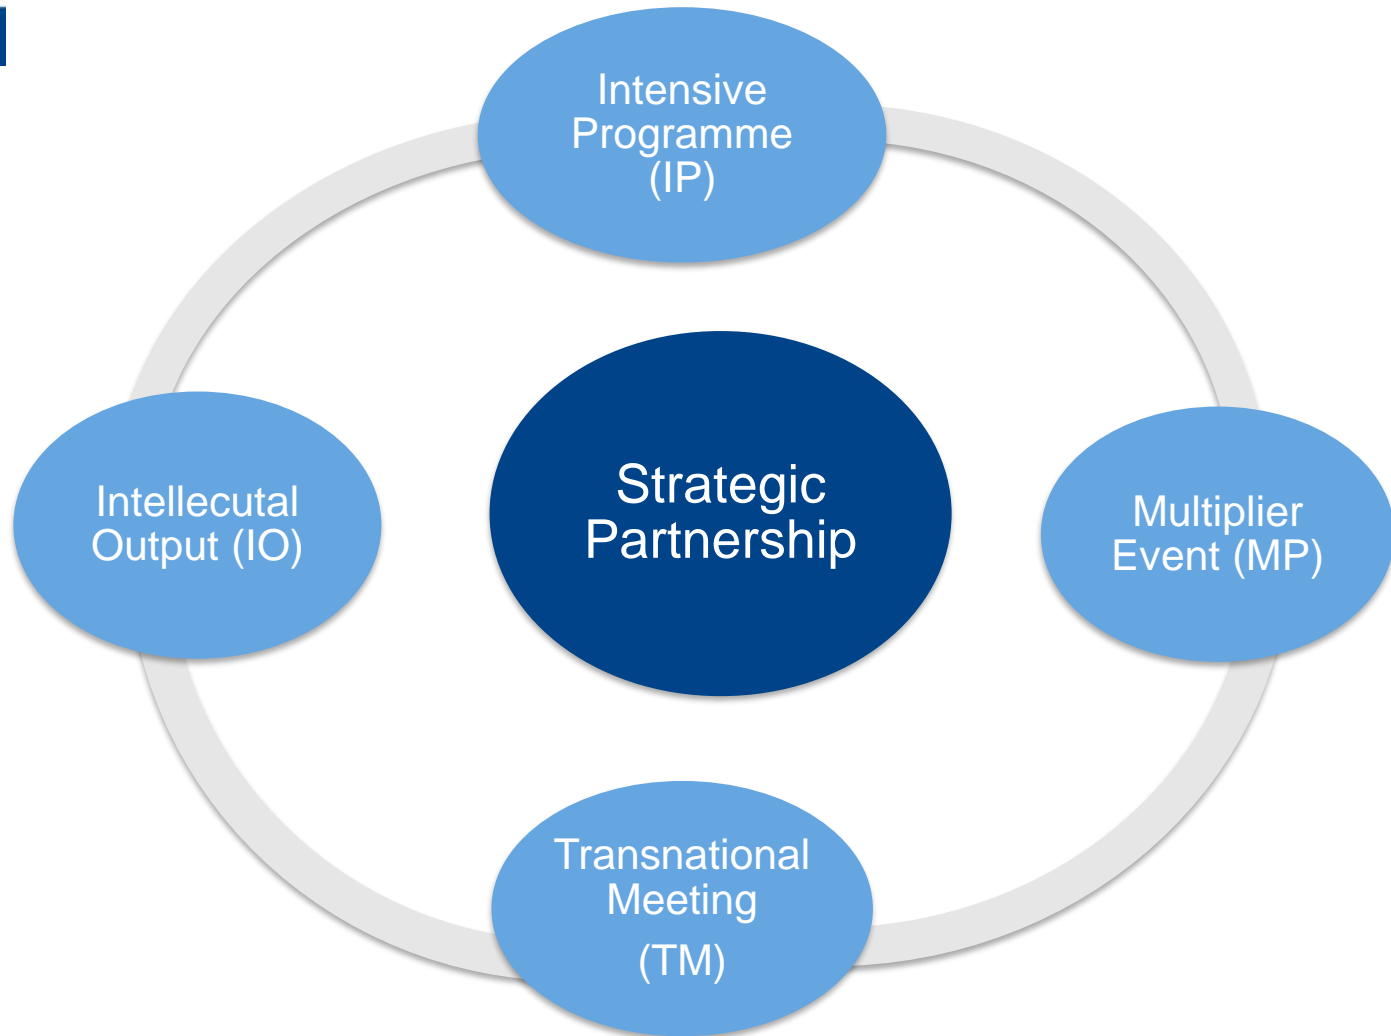 Intensive
Programme
(IP)
Intellecutal
Output (IO)
Strategic
Partnership
Multiplier
Event (MP)
Transnational
Meeting
(TM)